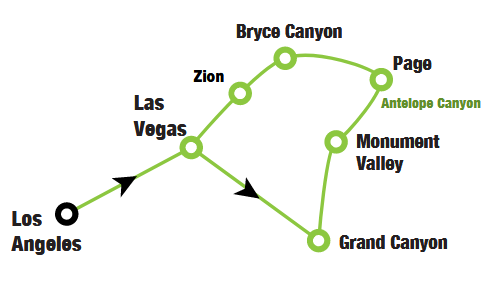 Bryce Canyon
Page
Zion
Antelope Canyon
Las
Vegas
Monument
Valley
Los
Angeles
Grand Canyon